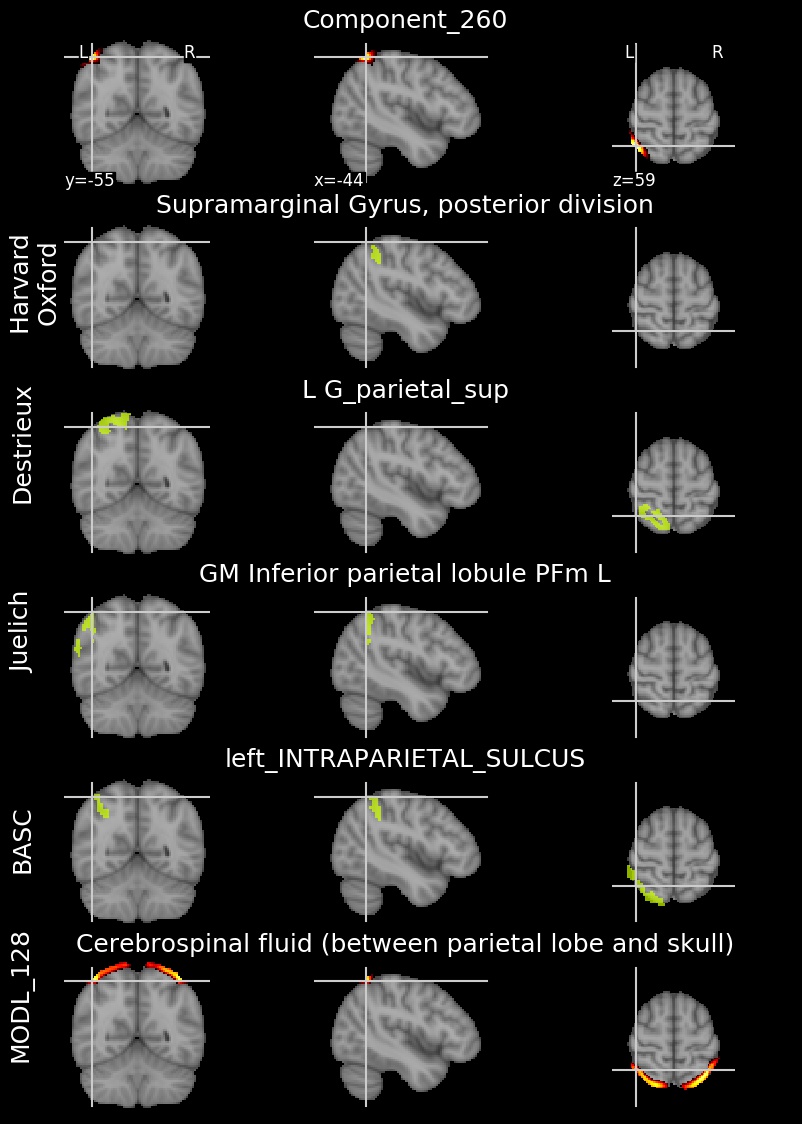 Component_260
L R
L R
y=-55 x=-44 z=59
Supramarginal Gyrus, posterior division
Harvard
Oxford
L G_parietal_sup
Destrieux
GM Inferior parietal lobule PFm L
Juelich
left_INTRAPARIETAL_SULCUS
BASC
Cerebrospinal fluid (between parietal lobe and skull)
MODL_128